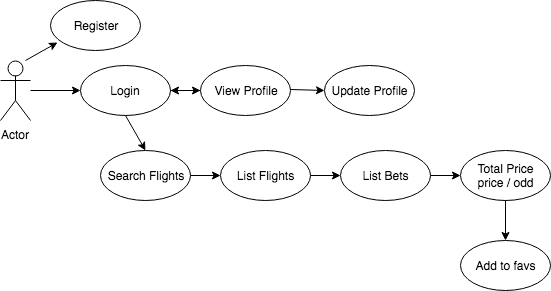 Register
Login
View Profile
Update Profile
Actor
Search Flights
List Flights
List Bets
Total Price
price / odd
Add to favs